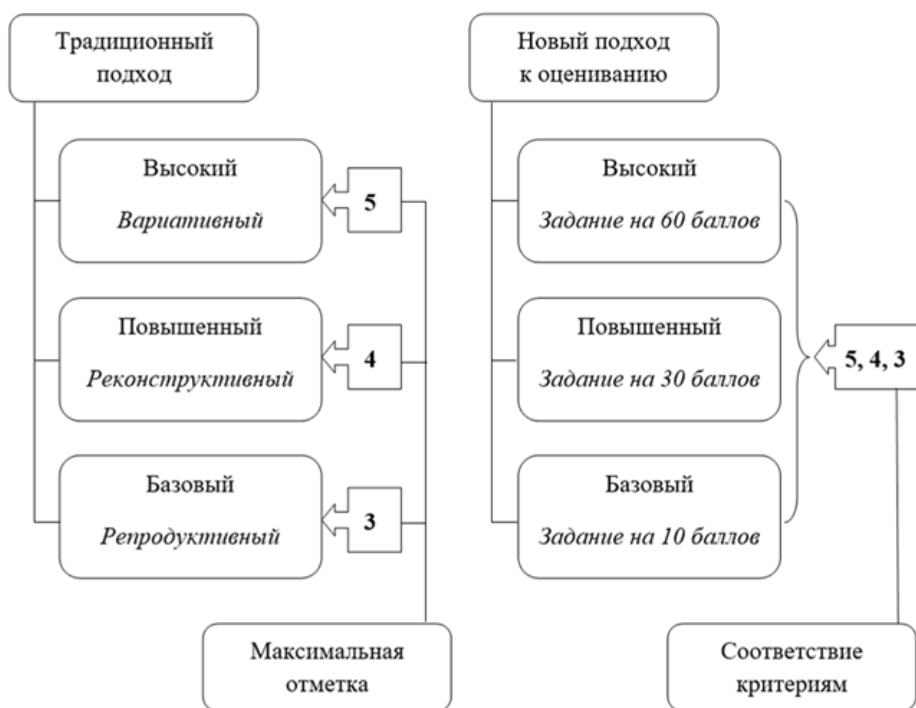 Традиционный
подход
Высокий
Вариативный
5
Повышенный
Реконструктивный
4
Базовый
Репродуктивный
3
Максимальная
отметка
Новый подход
к оцениванию
Высокий
Задание на 60 баллов
Повышенный
Задание на 30 баллов
Базовый
Задание на 10 баллов
5, 4, 3
Соответствие
критериям